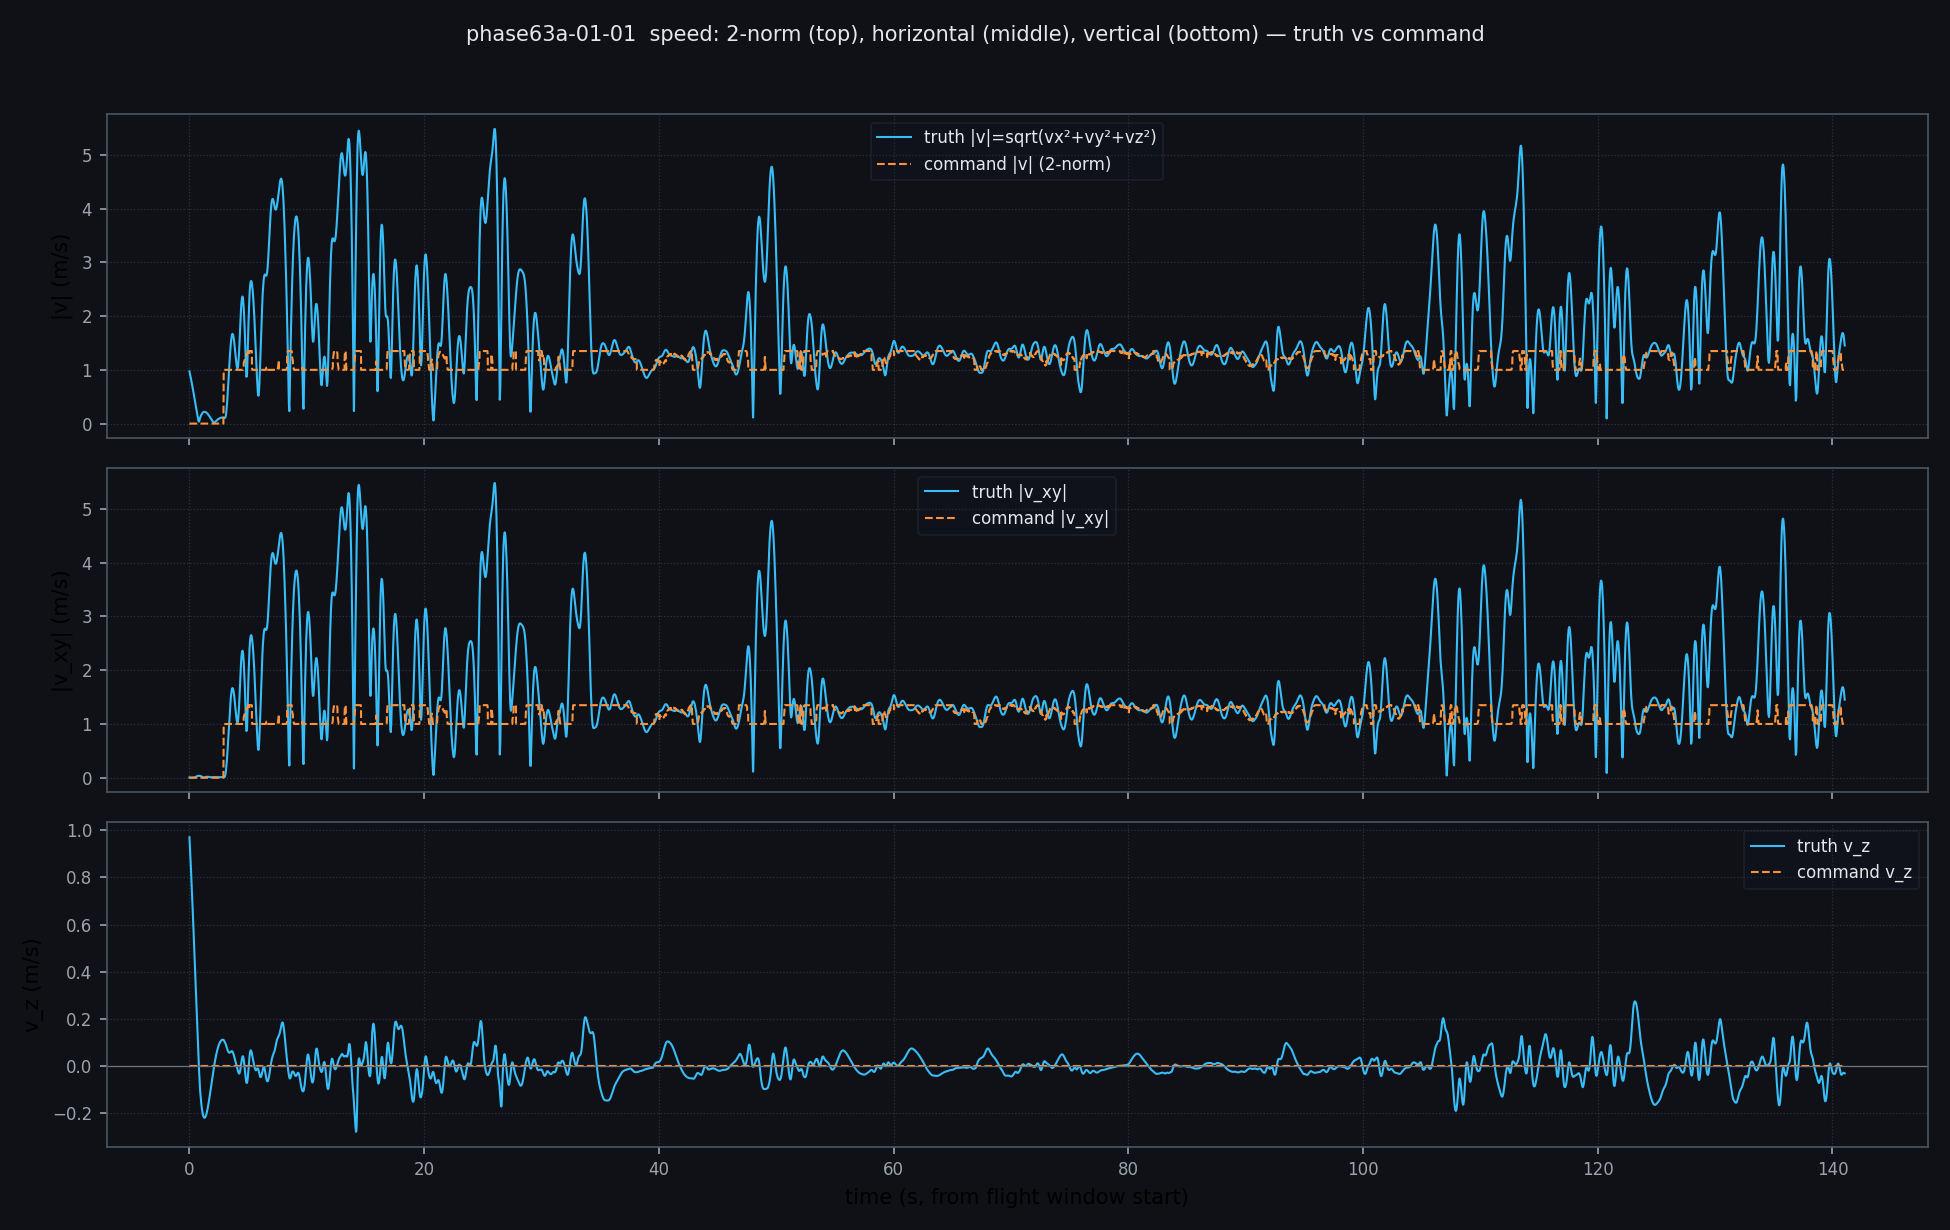 phase63a-01-01  speed: 2-norm (top), horizontal (middle), vertical (bottom) — truth vs command
|v| (m/s)
5
4
3
2
1
0
truth |v|=sqrt(vx²+vy²+vz²)
command |v| (2-norm)
|v_xy| (m/s)
5
4
3
2
1
0
truth |v_xy|
command |v_xy|
v_z (m/s)
1.0
0.8
0.6
0.4
0.2
0.0
−0.2
truth v_z
command v_z
0 20 40 60 80 100 120 140
time (s, from flight window start)